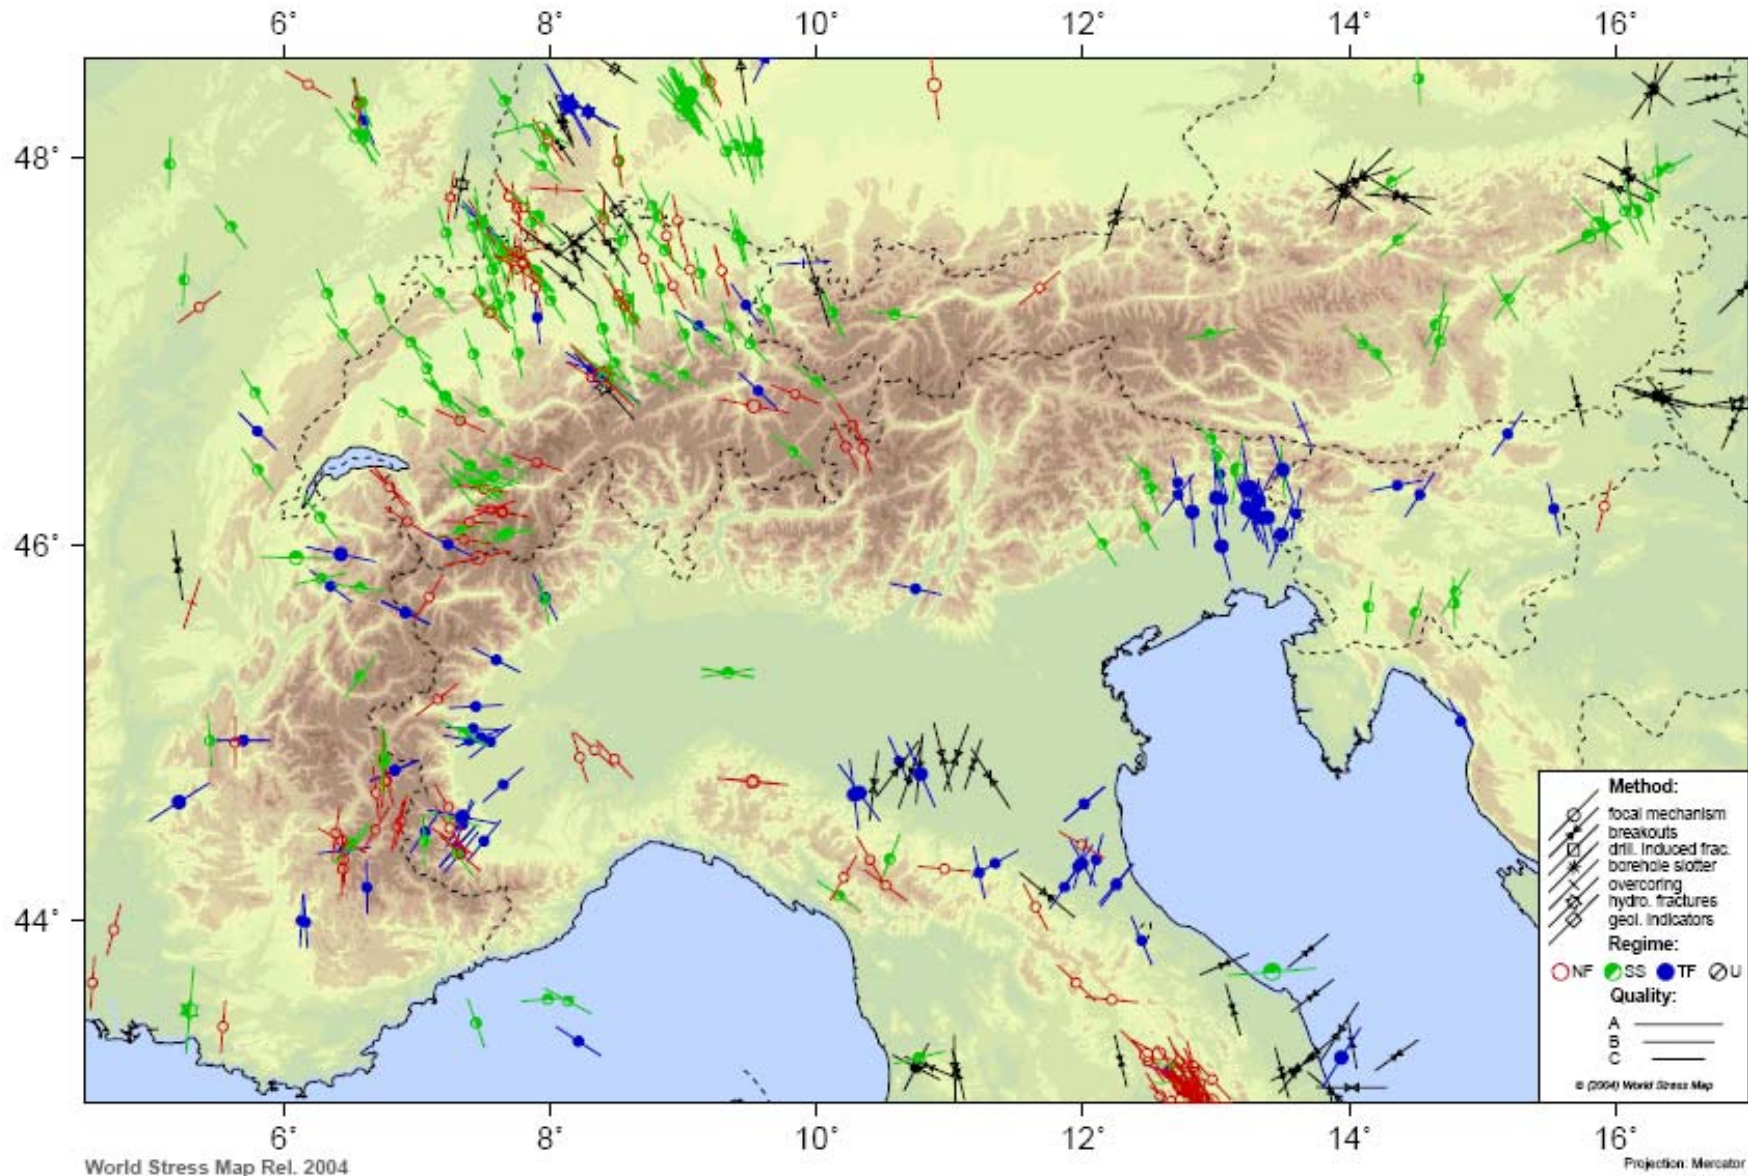 6° 8° 10° 12° 14° 16°
48°
46°
44°
Method:
focal mechanism
breakouts
drill. induced frac.
borehole slotter
overcoring
hydro. fractures
geol. indicators
Regime:
NF SS TF U
Quality:
A
B
C
© (2004) World Stress Map
6° 8° 10° 12° 14° 16°
World Stress Map Rel. 2004
Projection: Mercator